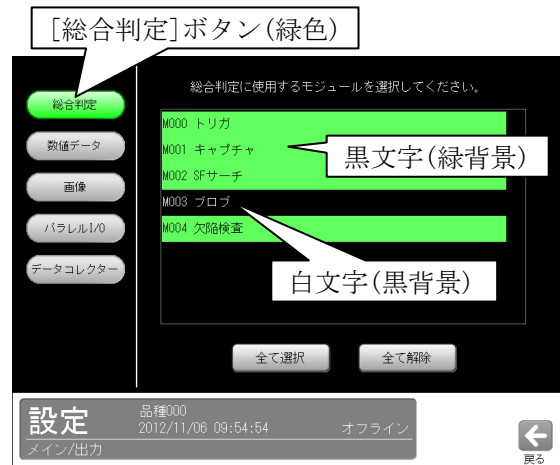 [総合判定]ボタン(緑色)
総合判定に使用するモジュールを選択してください。
総合判定
数値データ
画像
パラレルI/O
データコレクター
M000 トリガ
M001 キャプチャ
M002 SFサーチ
M003 ブロブ
M004 欠陥検査
黒文字(緑背景)
白文字(黒背景)
全て選択
全て解除
設定
品種000
2012/11/06 09:54:54
オフライン
メイン/出力
戻る